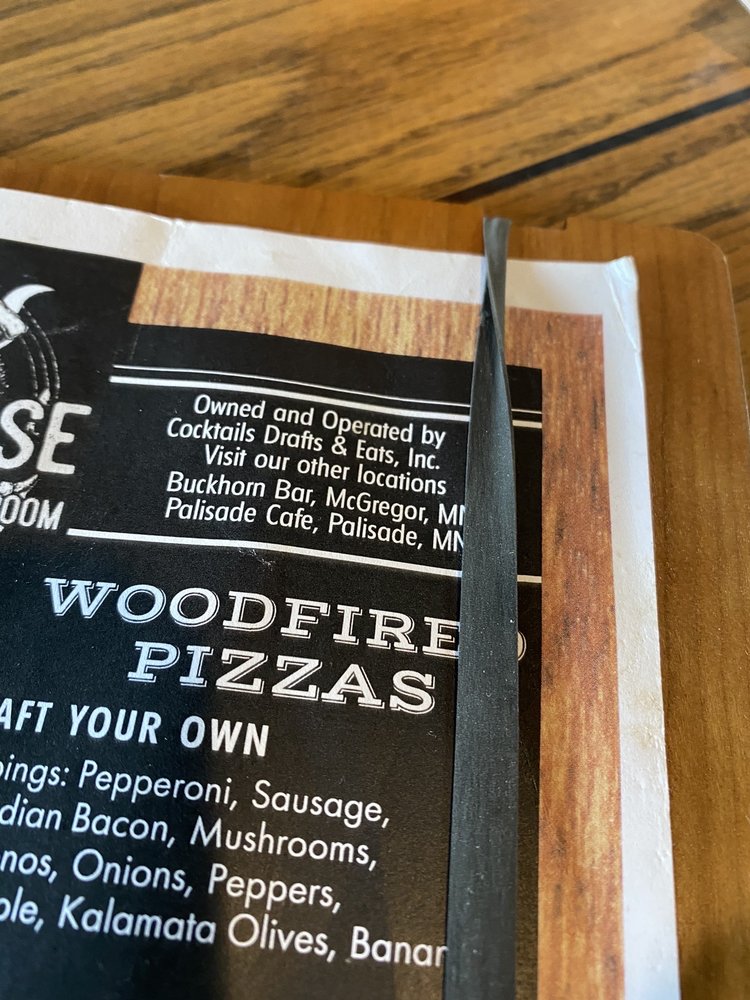 SE
OOM
Owned and Operated by
Cocktails Drafts & Eats, Inc.
Visit our other locations
Buckhorn Bar, McGregor, MN
Palisade Cafe, Palisade, MN
WOODFIRED
PIZZAS
AFT YOUR OWN
pings: Pepperoni, Sausage,
dian Bacon, Mushrooms,
nos, Onions, Peppers,
ple, Kalamata Olives, Banan